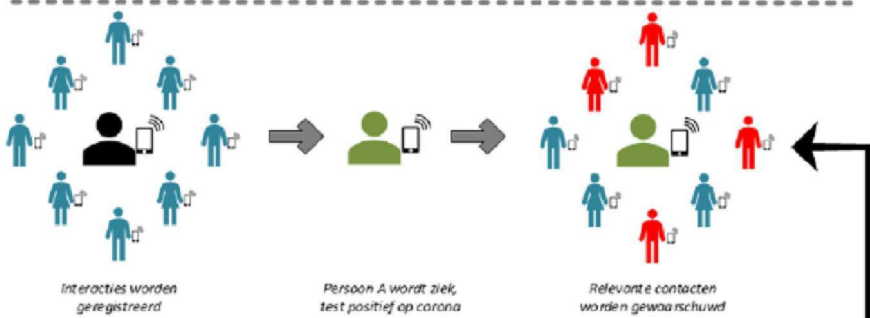 Interacties worden
geregistreerd
Persoon A wordt ziek,
test positief op corona
Relevante contacten
worden gewaarschuwd